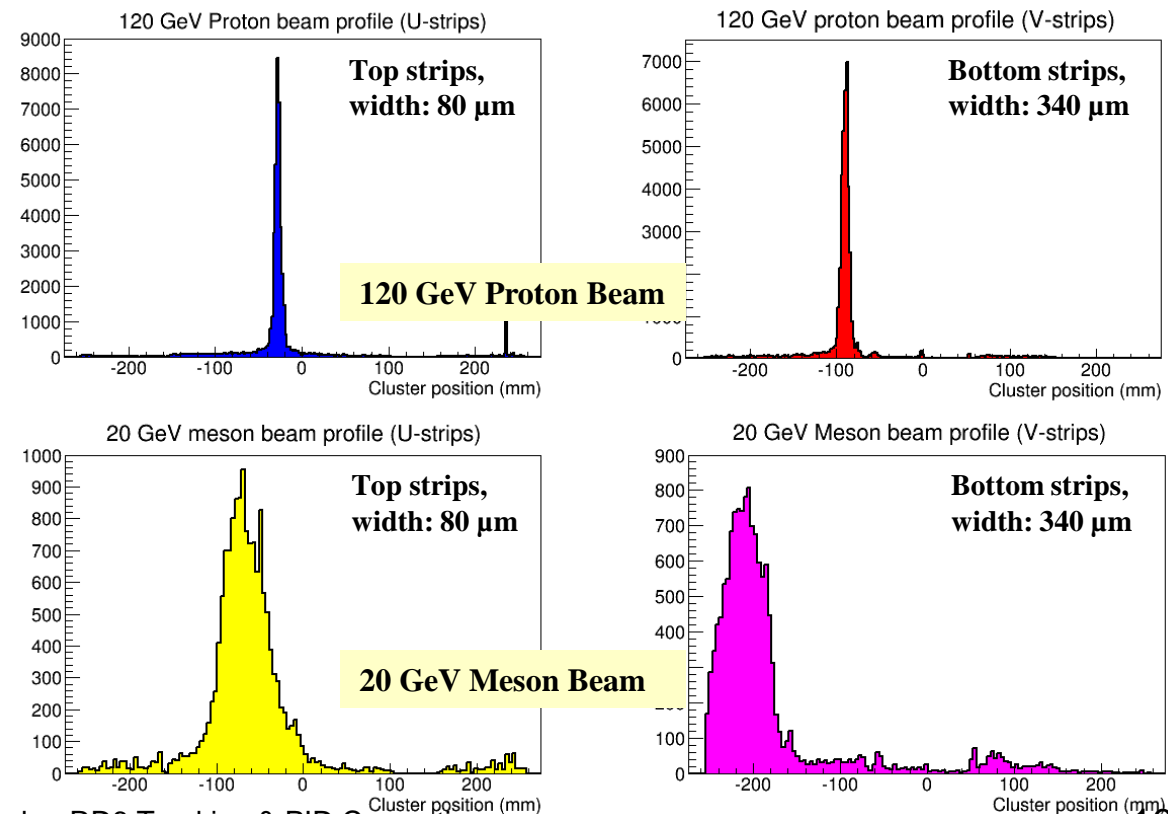 120 GeV Proton beam profile (U-strips)
9000
8000
7000
6000
5000
4000
3000
2000
1000
0
Top strips,
width: 80 µm
-200 -100 0 100 200
Cluster position (mm)
120 GeV proton beam profile (V-strips)
7000
6000
5000
4000
3000
0
Bottom strips,
width: 340 µm
-200 -100 0 100 200
Cluster position (mm)
120 GeV Proton Beam
20 GeV meson beam profile (U-strips)
1000
900
800
700
600
500
400
300
200
100
0
Top strips,
width: 80 µm
-200 -100 0 100 200
Cluster position (mm)
20 GeV Meson beam profile (V-strips)
900
800
700
600
500
400
100
0
Bottom strips,
width: 340 µm
-200 -100 0 100 200
Cluster position (mm)
20 GeV Meson Beam